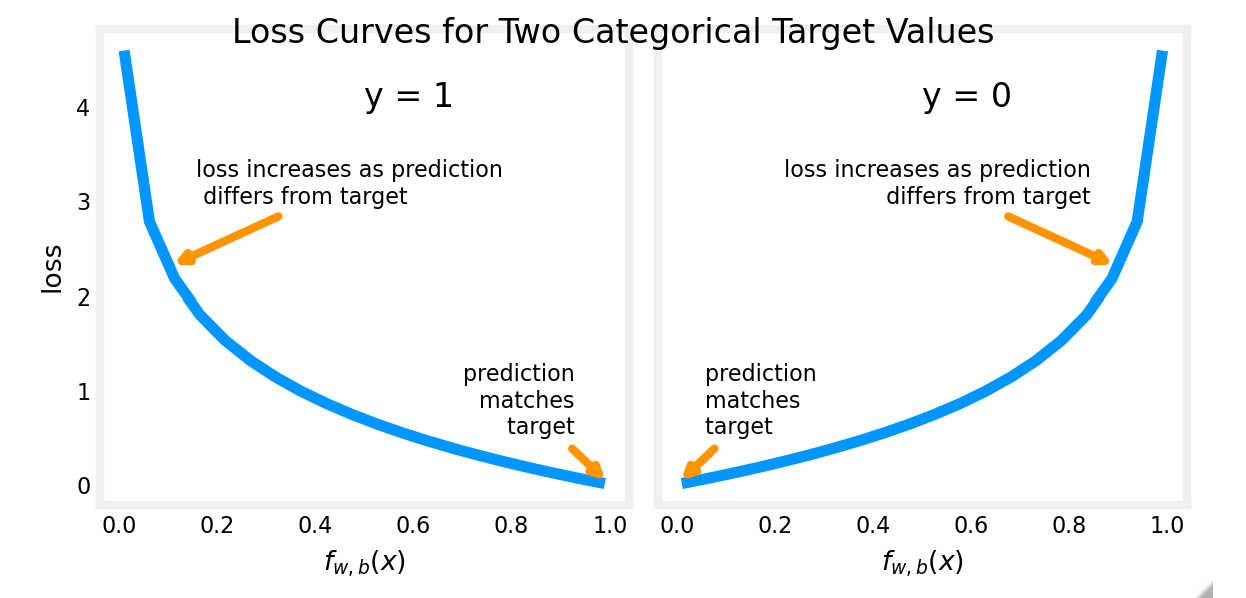 Loss Curves for Two Categorical Target Values
y = 1
loss increases as prediction
differs from target
prediction
matches
target
loss
4
3
2
1
0
0.0 0.2 0.4 0.6 0.8 1.0
f_{w, b}(x)
y = 0
loss increases as prediction
differs from target
prediction
matches
target
0.0 0.2 0.4 0.6 0.8 1.0
f_{w, b}(x)